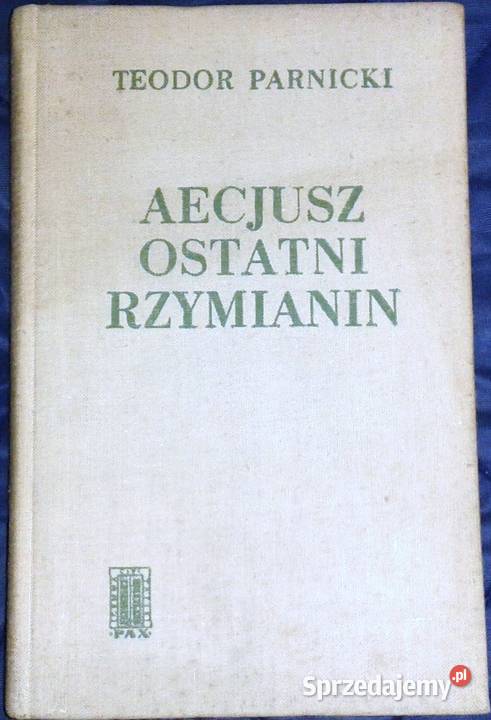 TEODOR PARNICKI
AECJUSZ
OSTATNI
RZYMIANIN
·PAX·
Sprzedajemy.pl